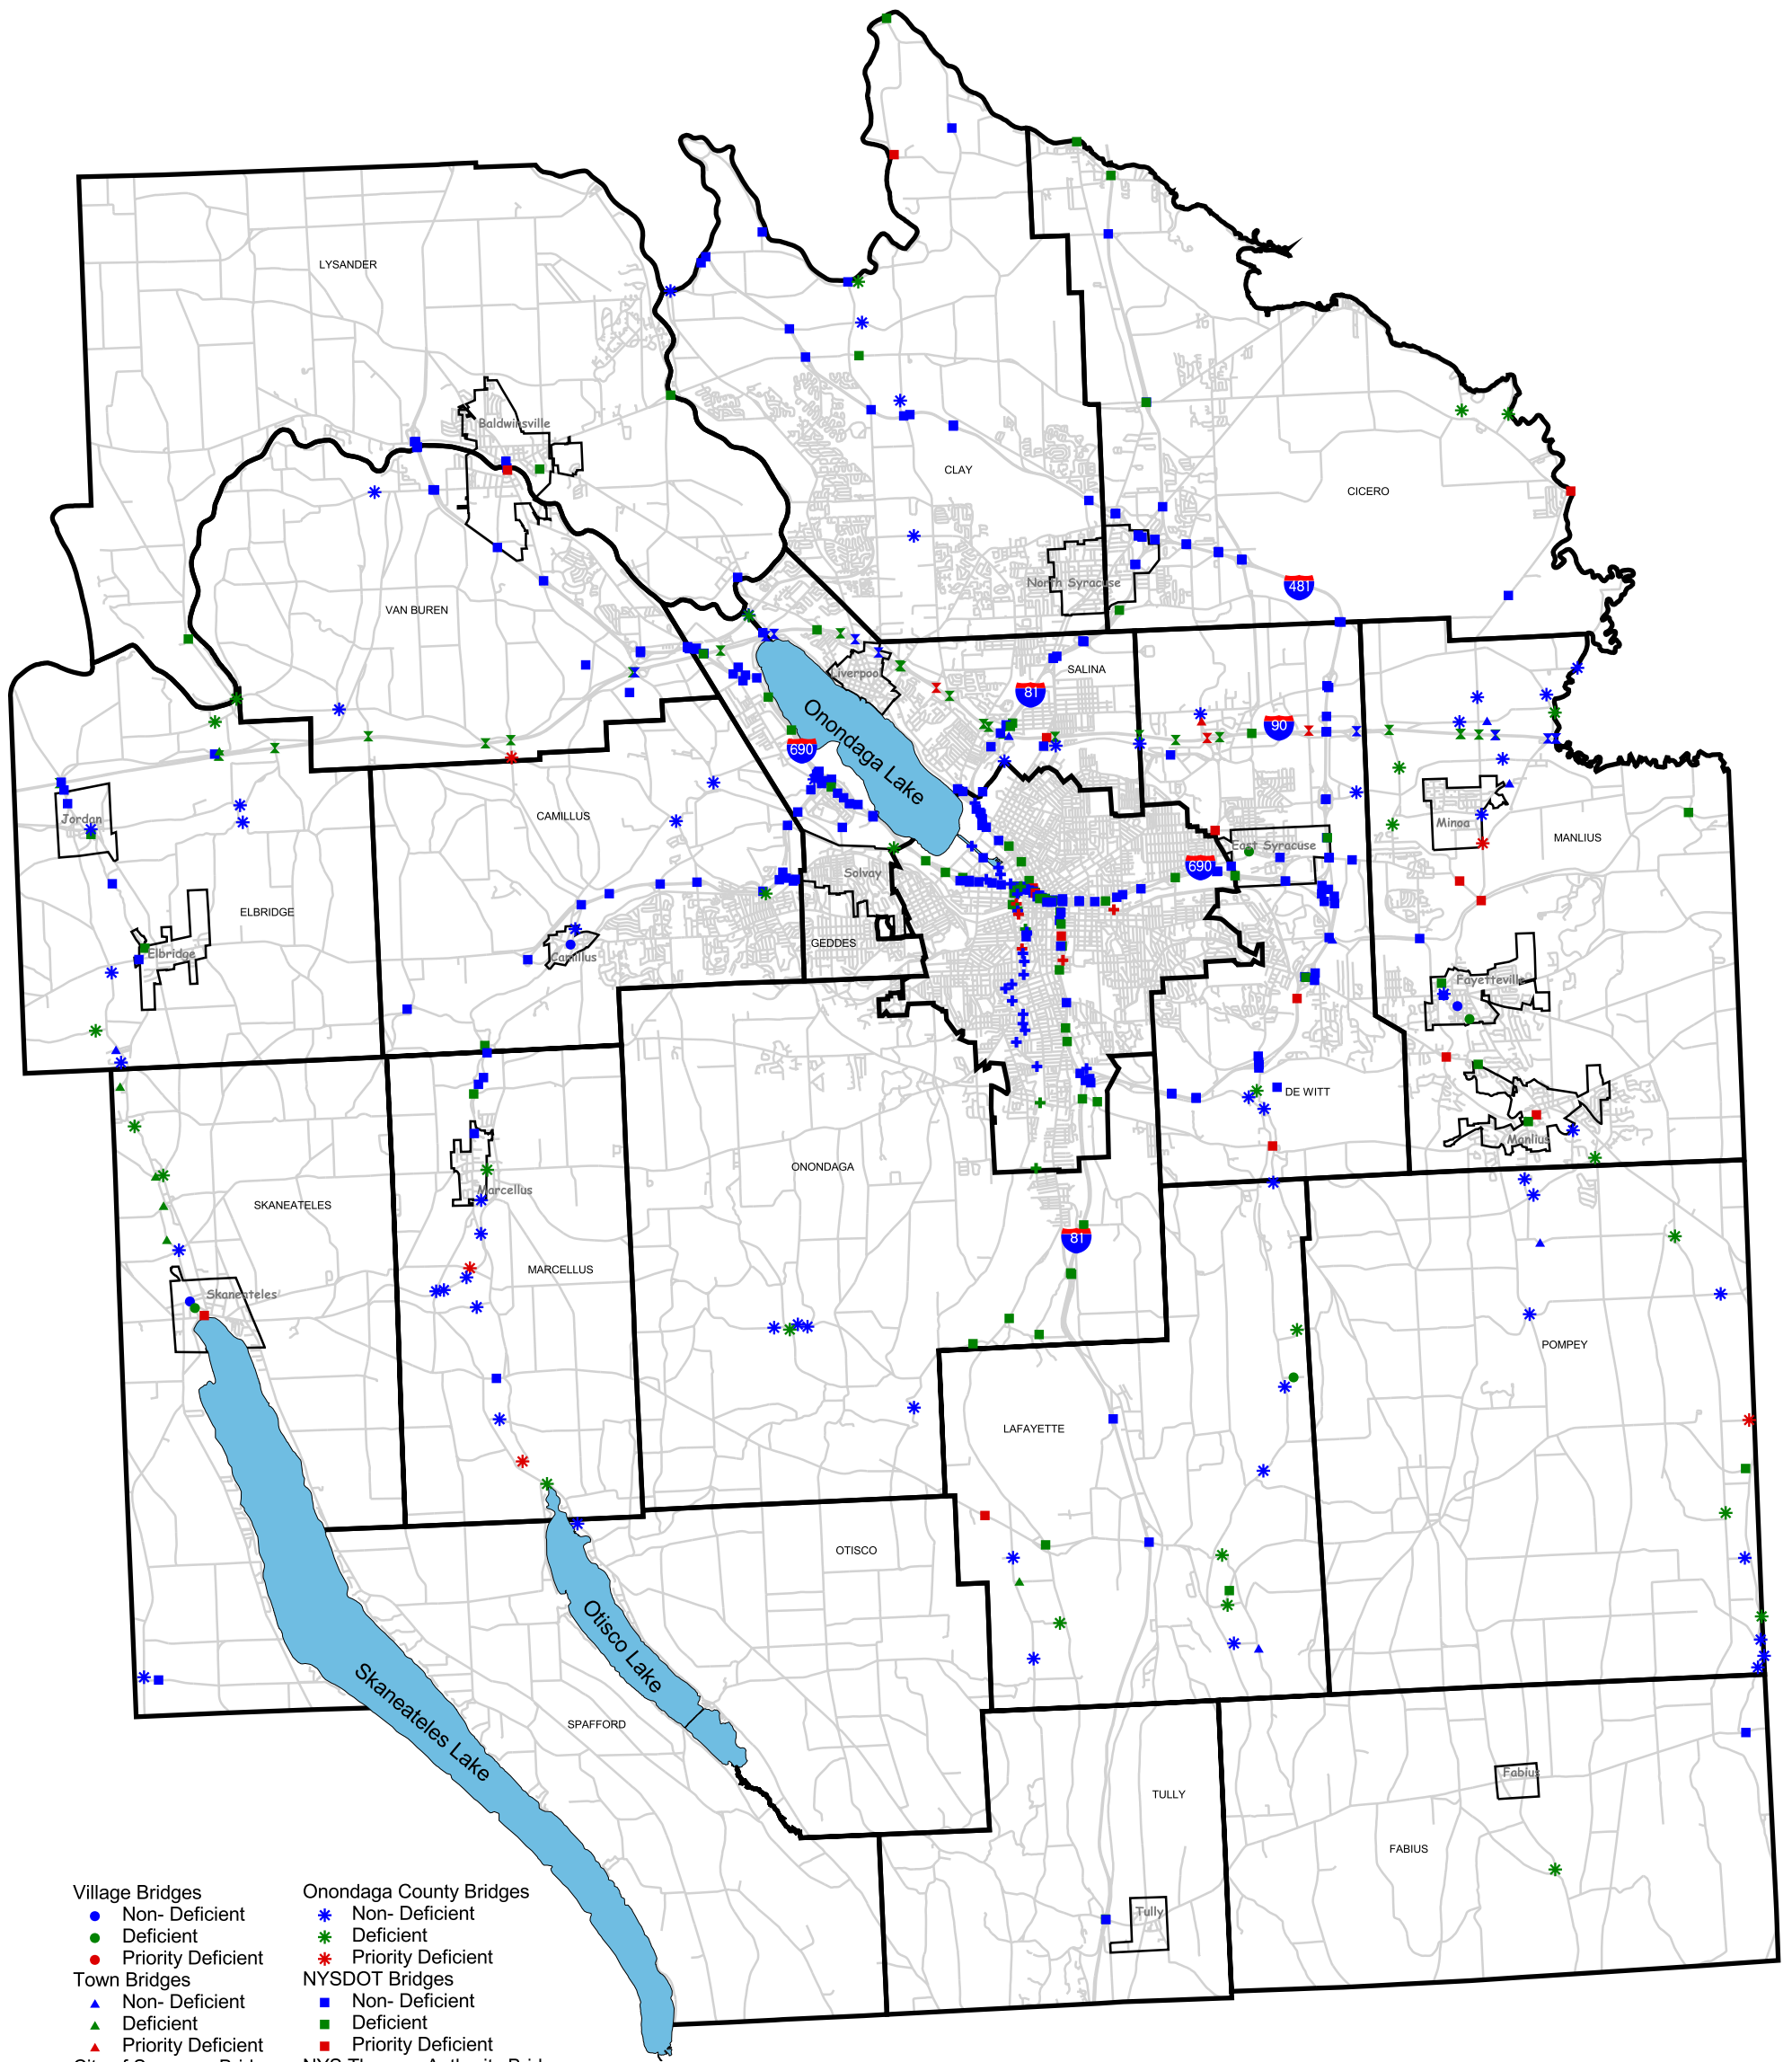 LYSANDER
Baldwinsville
CLAY
CICERO
North Syracuse
481
VAN BUREN
SALINA
Liverpool
81
90
Onondaga Lake
690
Jordan
CAMILLUS
Minoa
MANLIUS
East Syracuse
690
Solvay
ELBRIDGE
GEDDES
Elbridge
Camillus
Fayetteville
DE WITT
Manlius
ONONDAGA
Marcellus
SKANEATELES
81
MARCELLUS
Skaneateles
POMPEY
LAFAYETTE
OTISCO
Otisco Lake
Skaneateles Lake
SPAFFORD
Fabius
TULLY
FABIUS
Tully
Village Bridges
Non- Deficient
Deficient
Priority Deficient
Town Bridges
Non- Deficient
Deficient
Priority Deficient
Onondaga County Bridges
Non- Deficient
Deficient
Priority Deficient
NYSDOT Bridges
Non- Deficient
Deficient
Priority Deficient